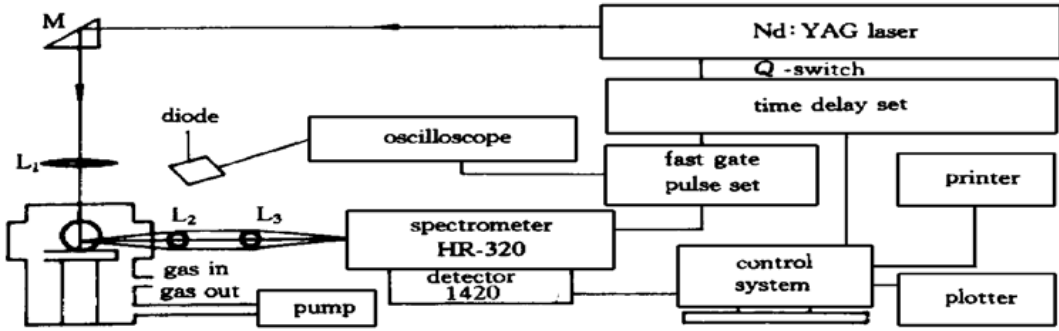 M
Nd: YAG laser
Q -switch
time delay set
diode
oscilloscope
L₁
fast gate
pulse set
printer
L₂
L₃
spectrometer
HR-320
gas in
gas out
detector
1420
control
system
pump
plotter